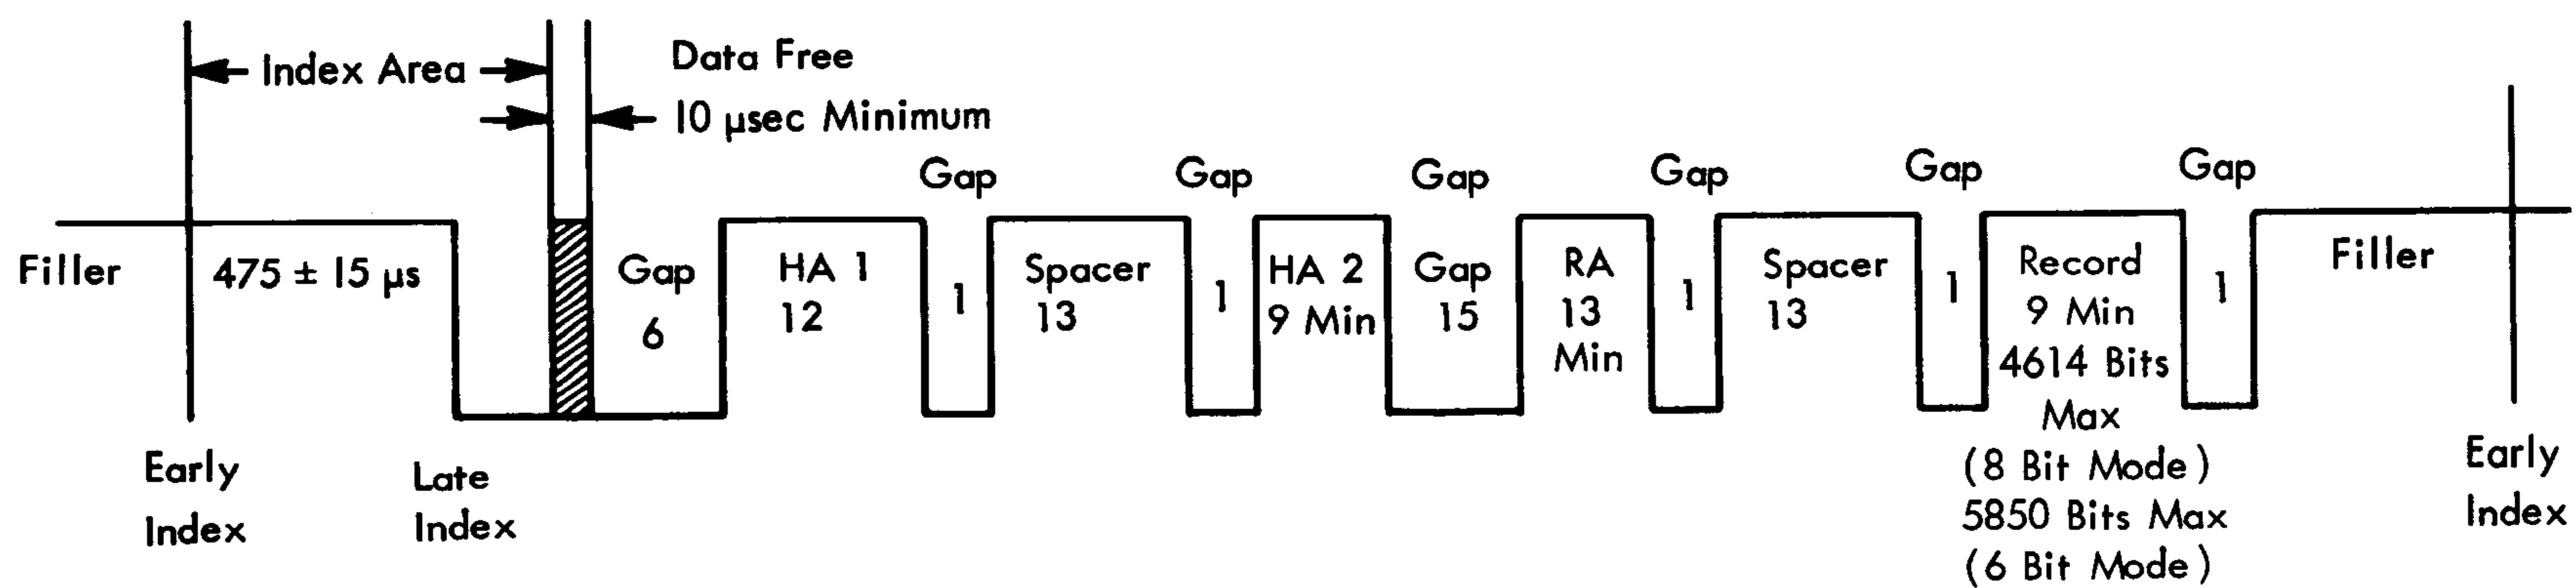 Index Area
Data Free
10 μsec Minimum
Gap
Gap
Gap
Gap
Gap
Gap
Filler
475 ± 15 μs
Gap
6
HA 1
12
1
Spacer
13
1
HA 2
9 Min
Gap
15
RA
13
Min
1
Spacer
13
1
Record
9 Min
4614 Bits
Max
(8 Bit Mode)
5850 Bits Max
(6 Bit Mode)
1
Filler
Early
Index
Late
Index
Early
Index